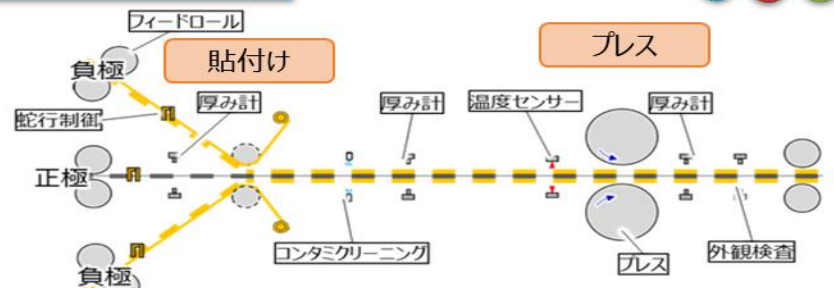 フィードロール
貼付け
プレス
負極
厚み計
厚み計
温度センサー
厚み計
蛇行制御
正極
コンタミクリーニング
プレス
外観検査
負極